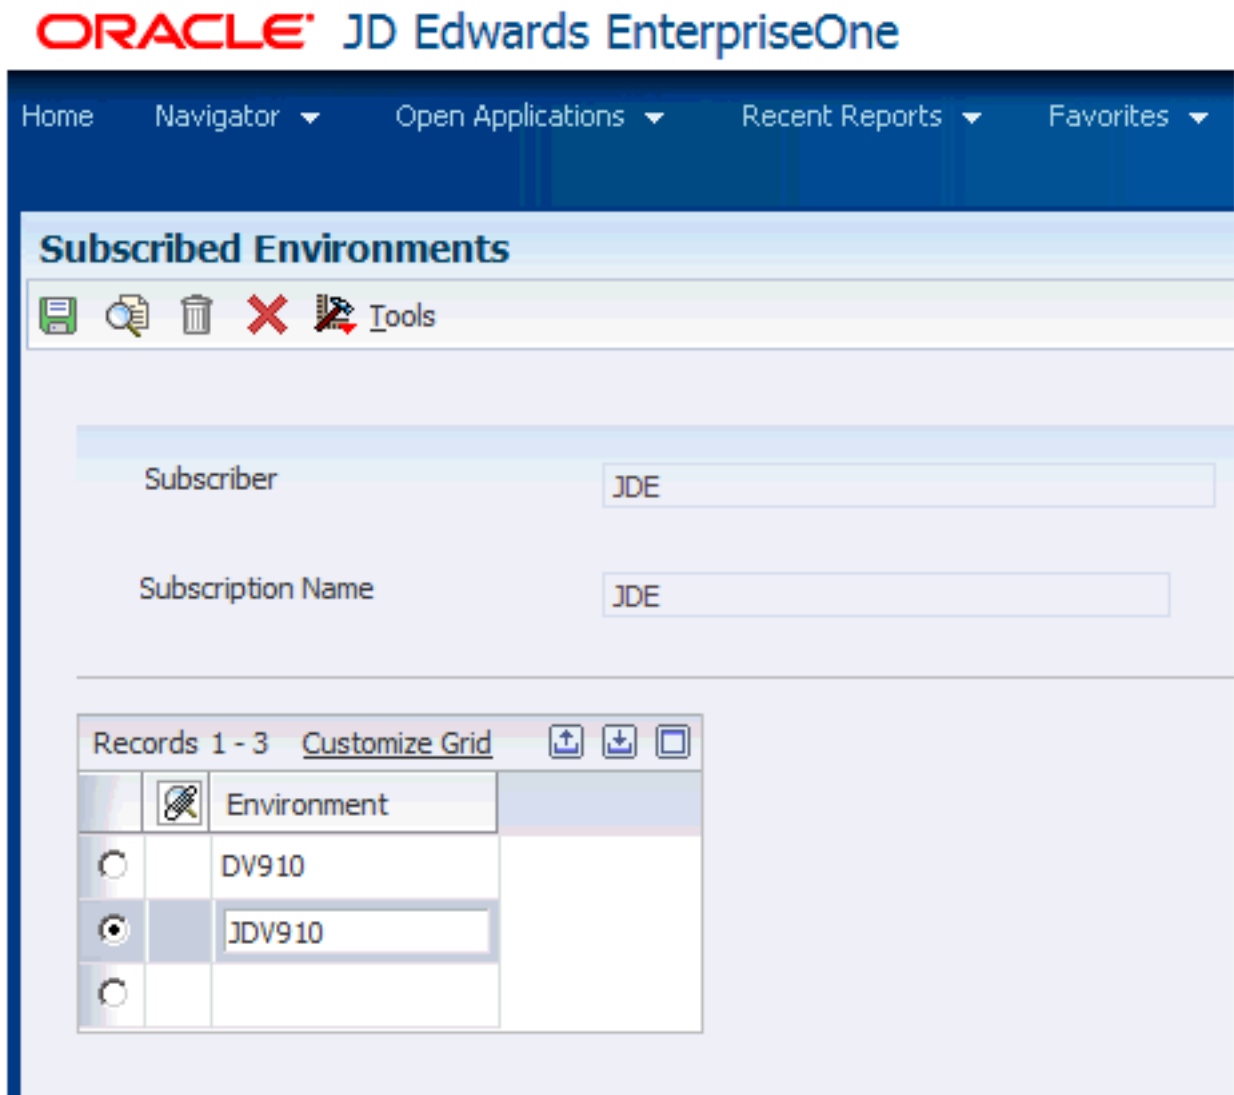 ORACLE JD Edwards EnterpriseOne
Home Navigator Open Applications Recent Reports Favorites
Subscribed Environments
Tools
Subscriber JDE
Subscription Name JDE
Records 1 - 3 Customize Grid
Environment
DV910
JDV910